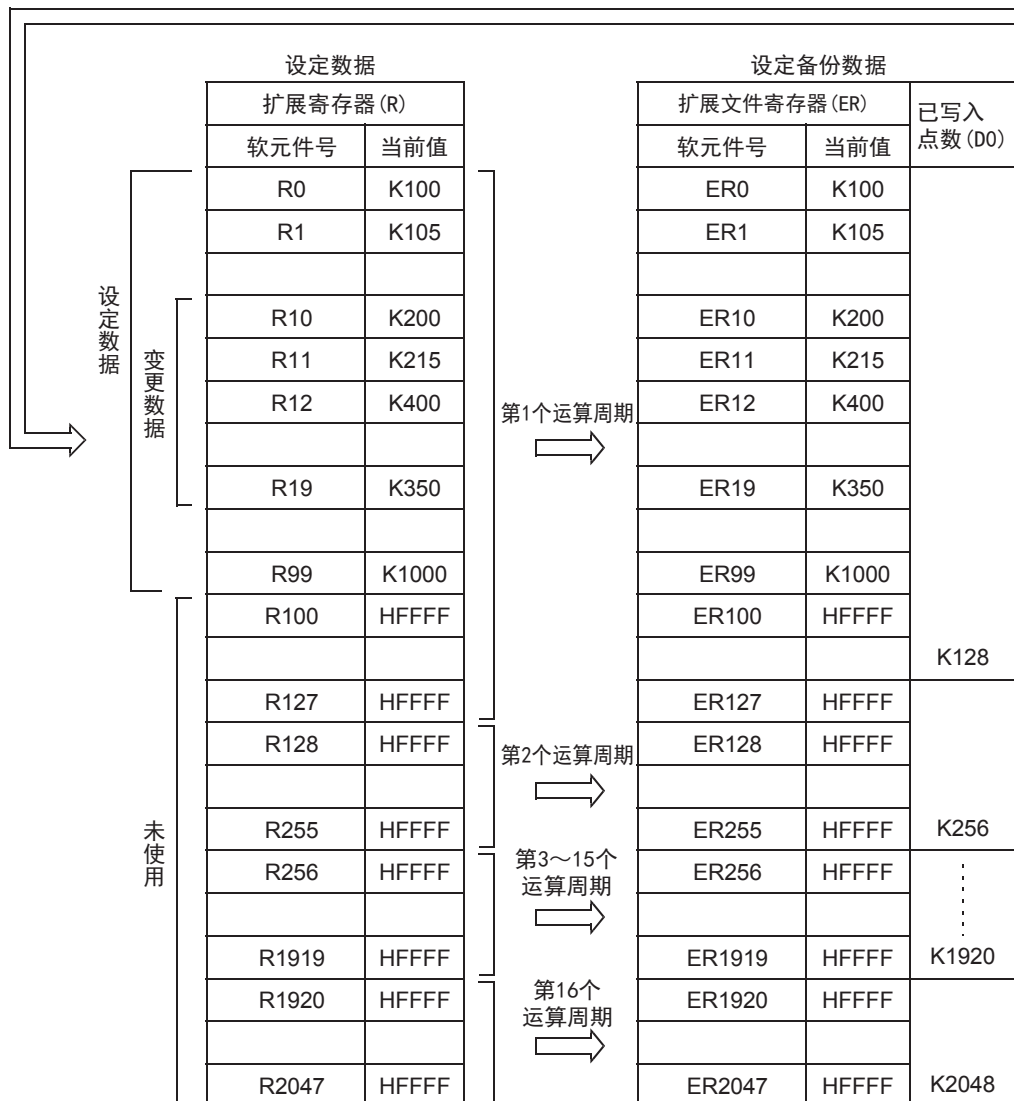 设定数据
设定备份数据
扩展寄存器(R)
扩展文件寄存器(ER)
已写入
点数(D0)
软元件号 当前值
软元件号 当前值
R0 K100
ER0 K100
R1 K105
ER1 K105
设定数据
变更数据
R10 K200
ER10 K200
R11 K215
ER11 K215
R12 K400
ER12 K400
第1个运算周期
R19 K350
ER19 K350
R99 K1000
ER99 K1000
R100 HFFFF
ER100 HFFFF
K128
R127 HFFFF
ER127 HFFFF
R128 HFFFF
ER128 HFFFF
第2个运算周期
未使用
R255 HFFFF
ER255 HFFFF
K256
R256 HFFFF
ER256 HFFFF
第3～15个
运算周期
R1919 HFFFF
ER1919 HFFFF
K1920
R1920 HFFFF
ER1920 HFFFF
第16个
运算周期
R2047 HFFFF
ER2047 HFFFF
K2048